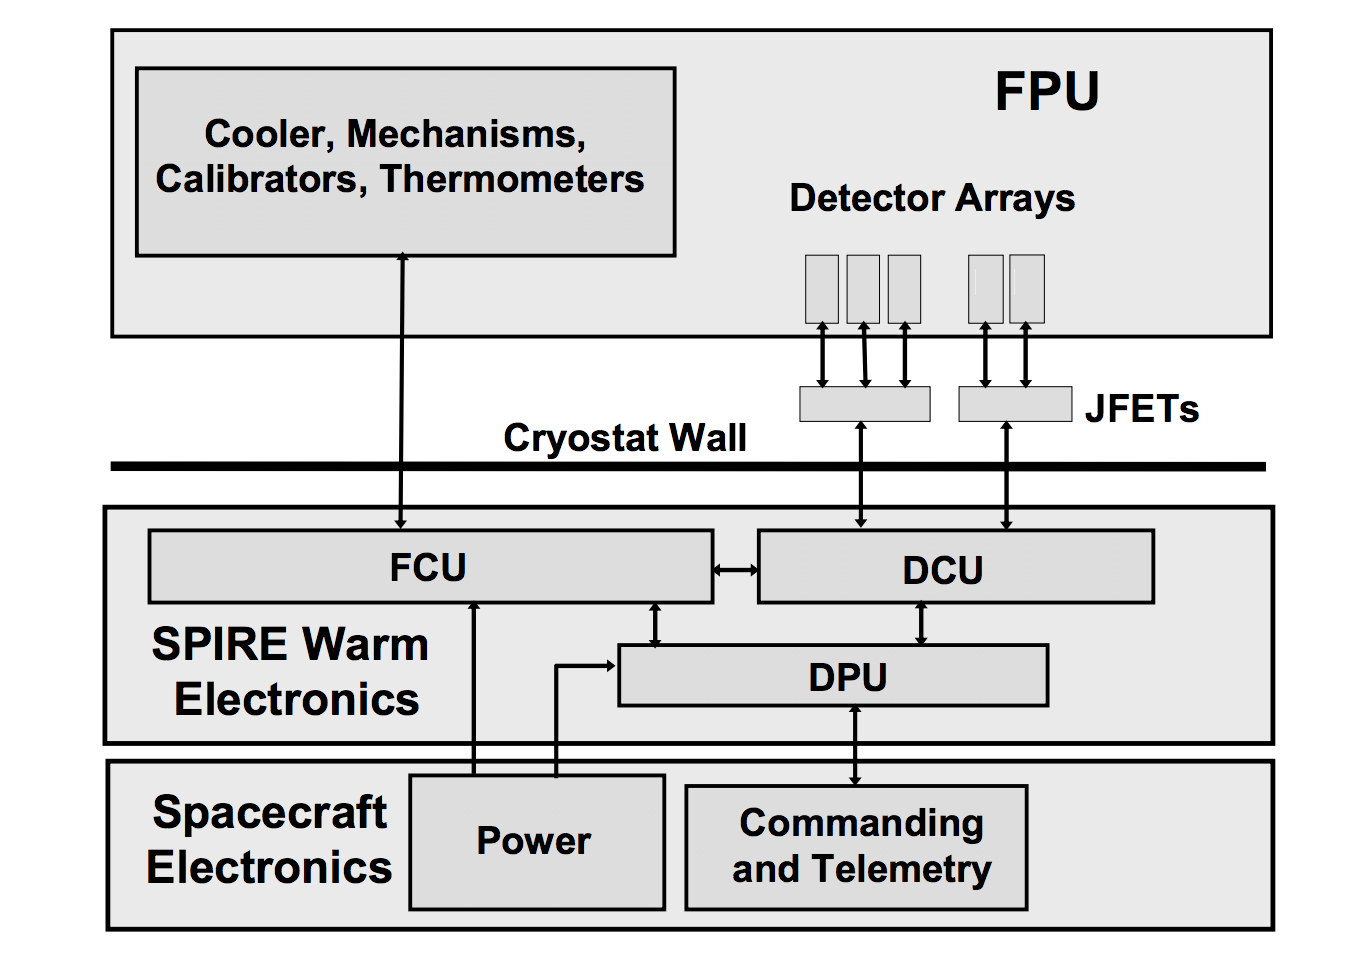 FPU
Cooler, Mechanisms,
Calibrators, Thermometers
Detector Arrays
JFETs
Cryostat Wall
FCU
DCU
SPIRE Warm
Electronics
DPU
Spacecraft
Electronics
Power
Commanding
and Telemetry